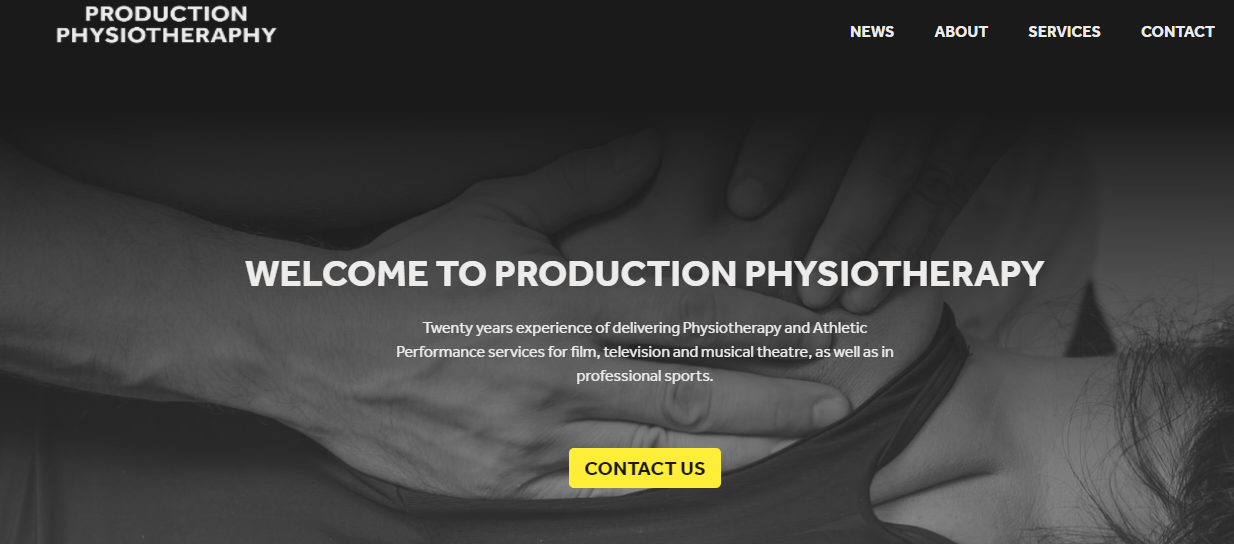 PRODUCTION
PHYSIOTHERAPHY
NEWS ABOUT SERVICES CONTACT
WELCOME TO PRODUCTION PHYSIOTHERAPY
Twenty years experience of delivering Physiotherapy and Athletic
Performance services for film, television and musical theatre, as well as in
professional sports.
CONTACT US